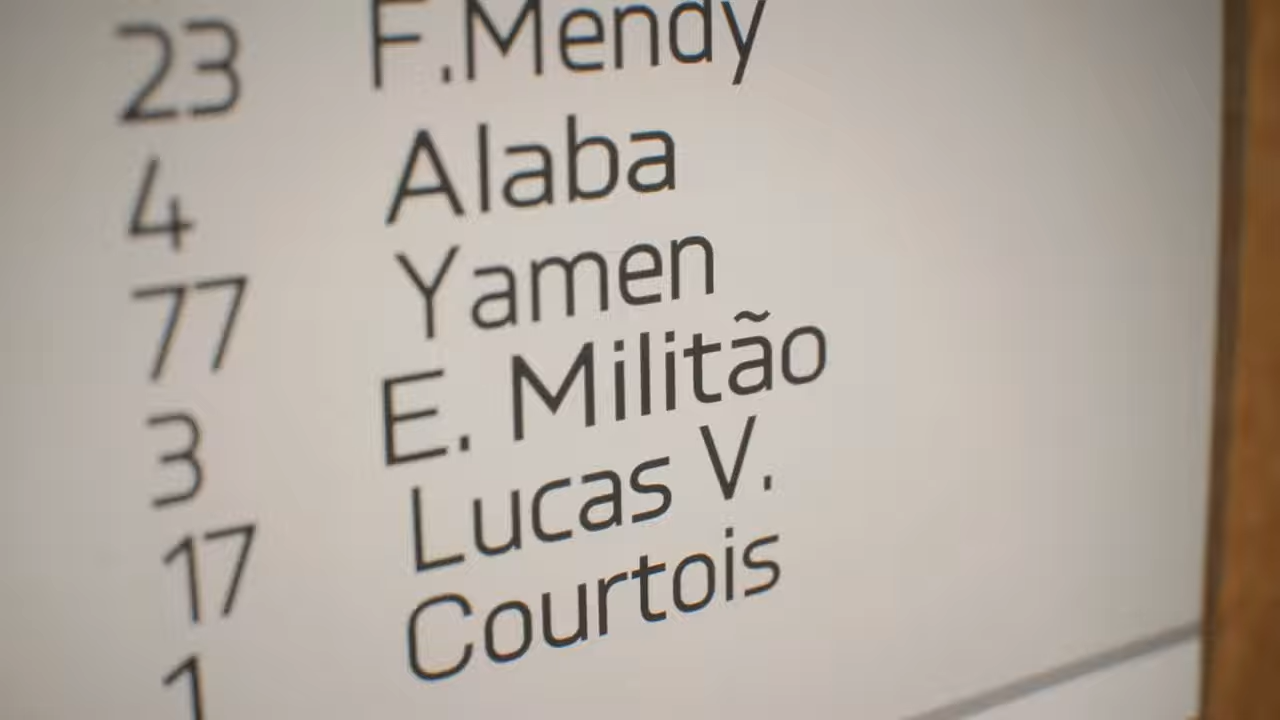 23 F.Mendy
4 Alaba
77 Yamen
3 E. Militão
17 Lucas V.
1 Courtois